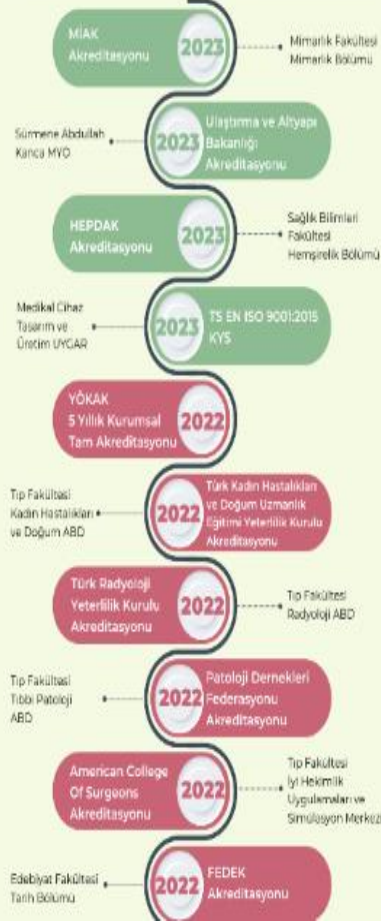 MİAK
Akreditasyonu
2023
Mimarlık Fakültesi
Mimarlık Bölümü
Sürmene Abdullah
Kanca MYO
2023
Ulaştırma ve Altyapı
Bakanlığı
Akreditasyonu
HEPDAK
Akreditasyonu
2023
Sağlık Bilimleri
Fakültesi
Hemşirelik Bölümü
Medikal Cihaz
Tasarım ve
Üretim UYGAR
2023
TS EN ISO 9001:2015
KYS
YÖKAK
5 Yıllık Kurumsal
Tam Akreditasyonu
2022
Tıp Fakültesi
Kadın Hastalıkları
ve Doğum ABD
2022
Türk Kadın Hastalıkları
ve Doğum Uzmanlık
Eğitimi Yeterlilik Kurulu
Akreditasyonu
Türk Radyoloji
Yeterlilik Kurulu
Akreditasyonu
2022
Tıp Fakültesi
Radyoloji ABD
Tıp Fakültesi
Tıbbi Patoloji
ABD
2022
Patoloji Dernekleri
Federasyonu
Akreditasyonu
American College
Of Surgeons
Akreditasyonu
2022
Tıp Fakültesi
İyi Hekimlik
Uygulamaları ve
Simülasyon Merkezi
Edebiyat Fakültesi
Tarih Bölümü
2022
FEDEK
Akreditasyonu